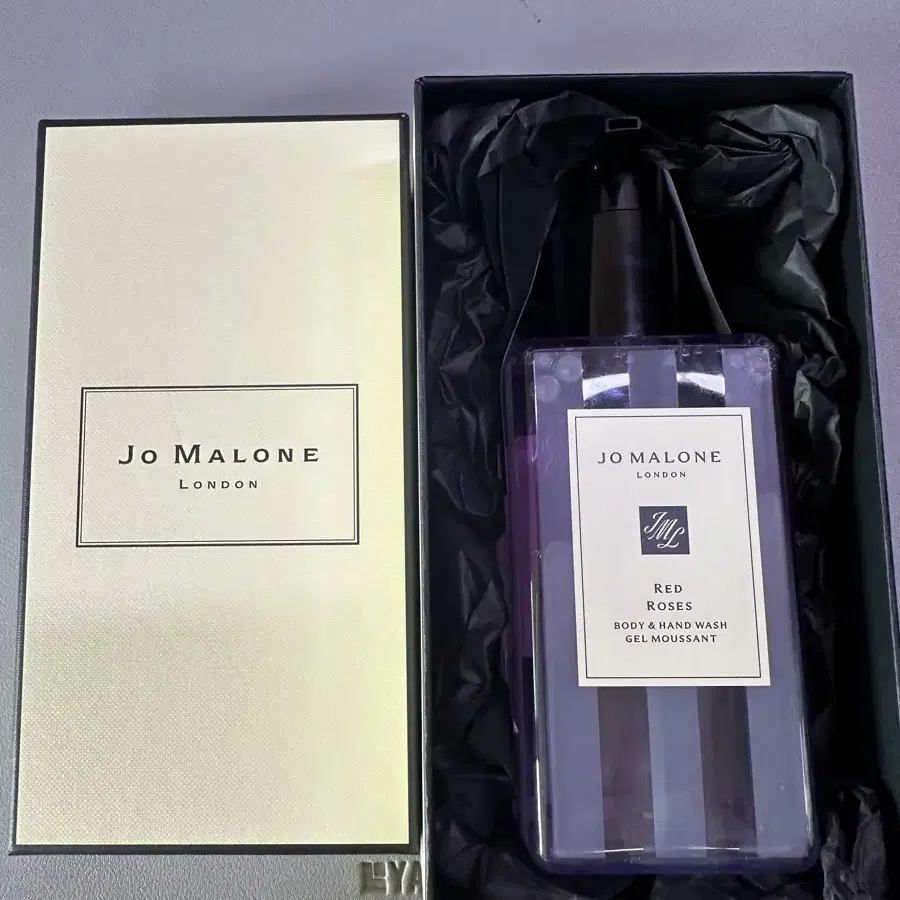 JO MALONE
LONDON
JO MALONE
LONDON
JML
RED
ROSES
BODY & HAND WASH
GEL MOUSSANT